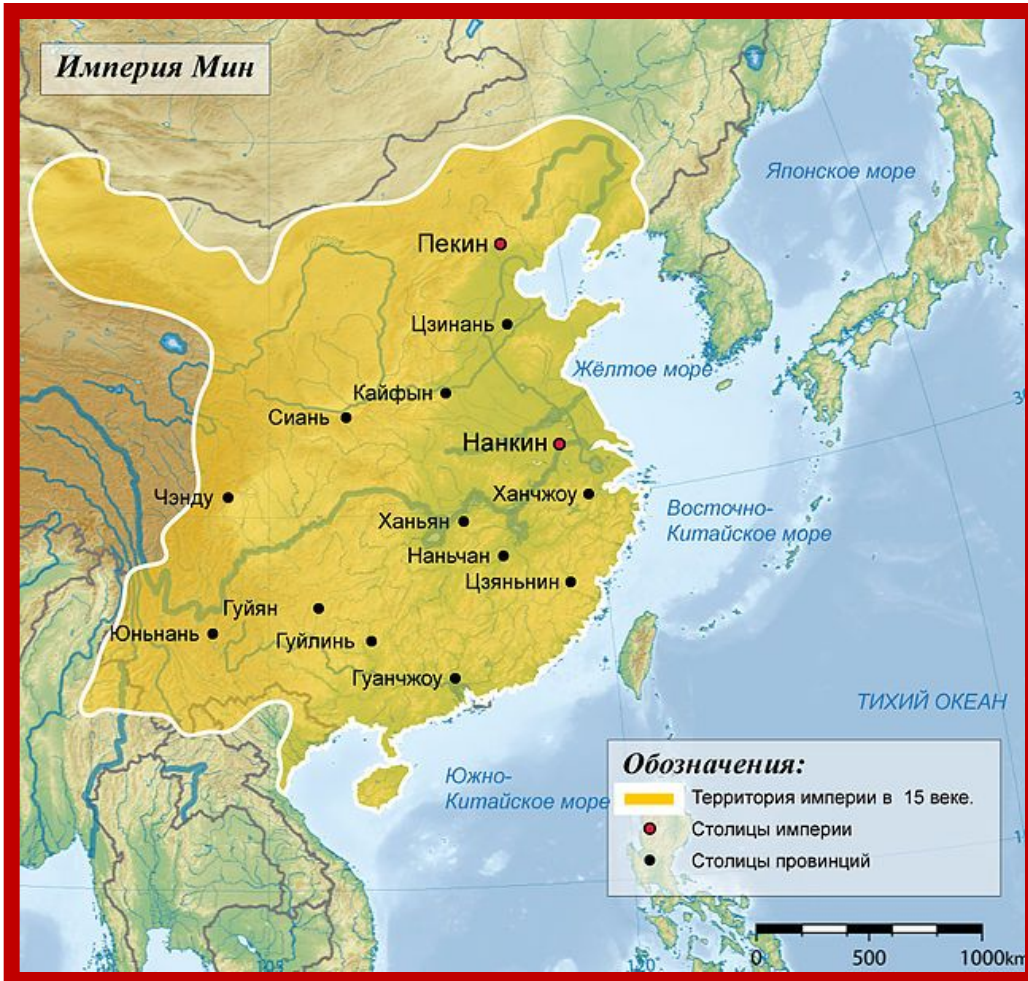 Империя Мин
Японское море
Пекин
Цзинань
Жёлтое море
Кайфын
Сиань
Нанкин
Чэнду
Ханчжоу
Восточно-
Китайское море
Ханьян
Наньчан
Цзяньнин
Гуйян
Юньнань
Гуйлинь
Гуанчжоу
ТИХИЙ ОКЕАН
Южно-
Китайское море
Обозначения:
Территория империи в 15 веке.
Столицы империи
Столицы провинций
0 500 1000km
105
120